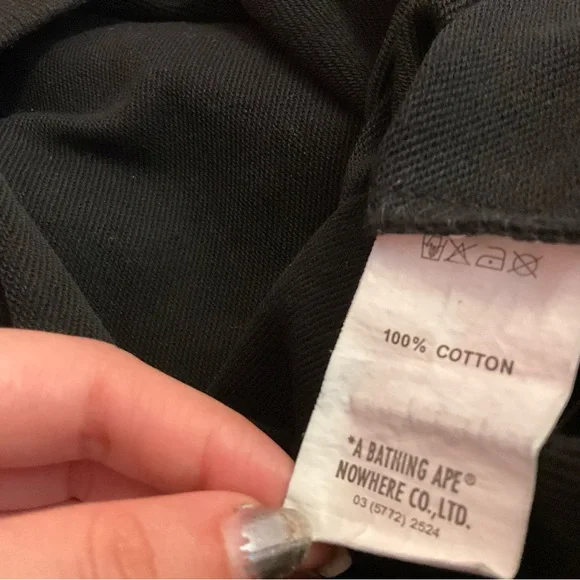 100% COTTON
*A BATHING APE®
NOWHERE CO.,LTD.
03 (5772) 2524